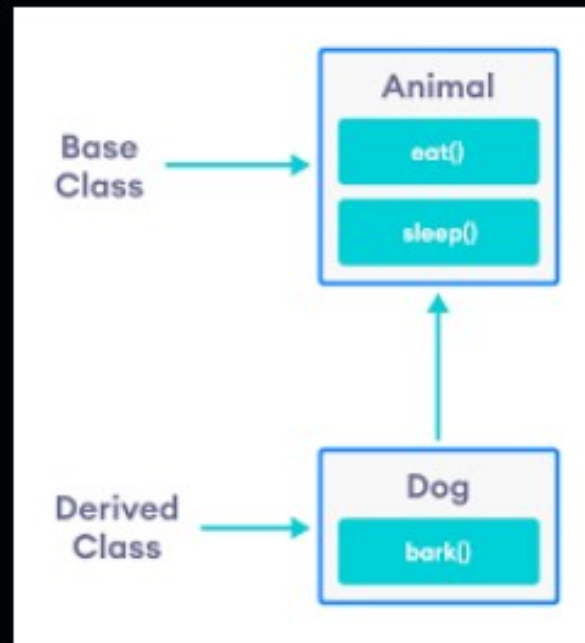 Animal
Base
Class
eat()
sleep()
Dog
Derived
Class
bark()